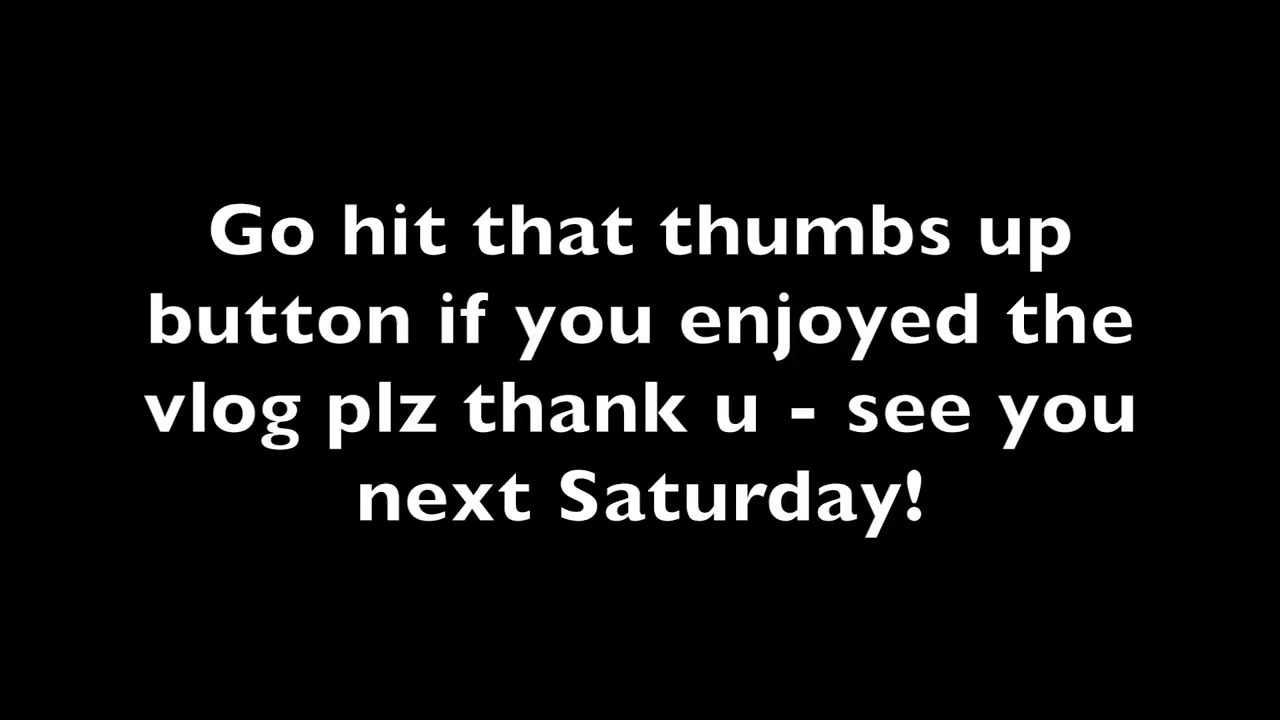 Go hit that thumbs up
button if you enjoyed the
vlog plz thank u - see you
next Saturday!